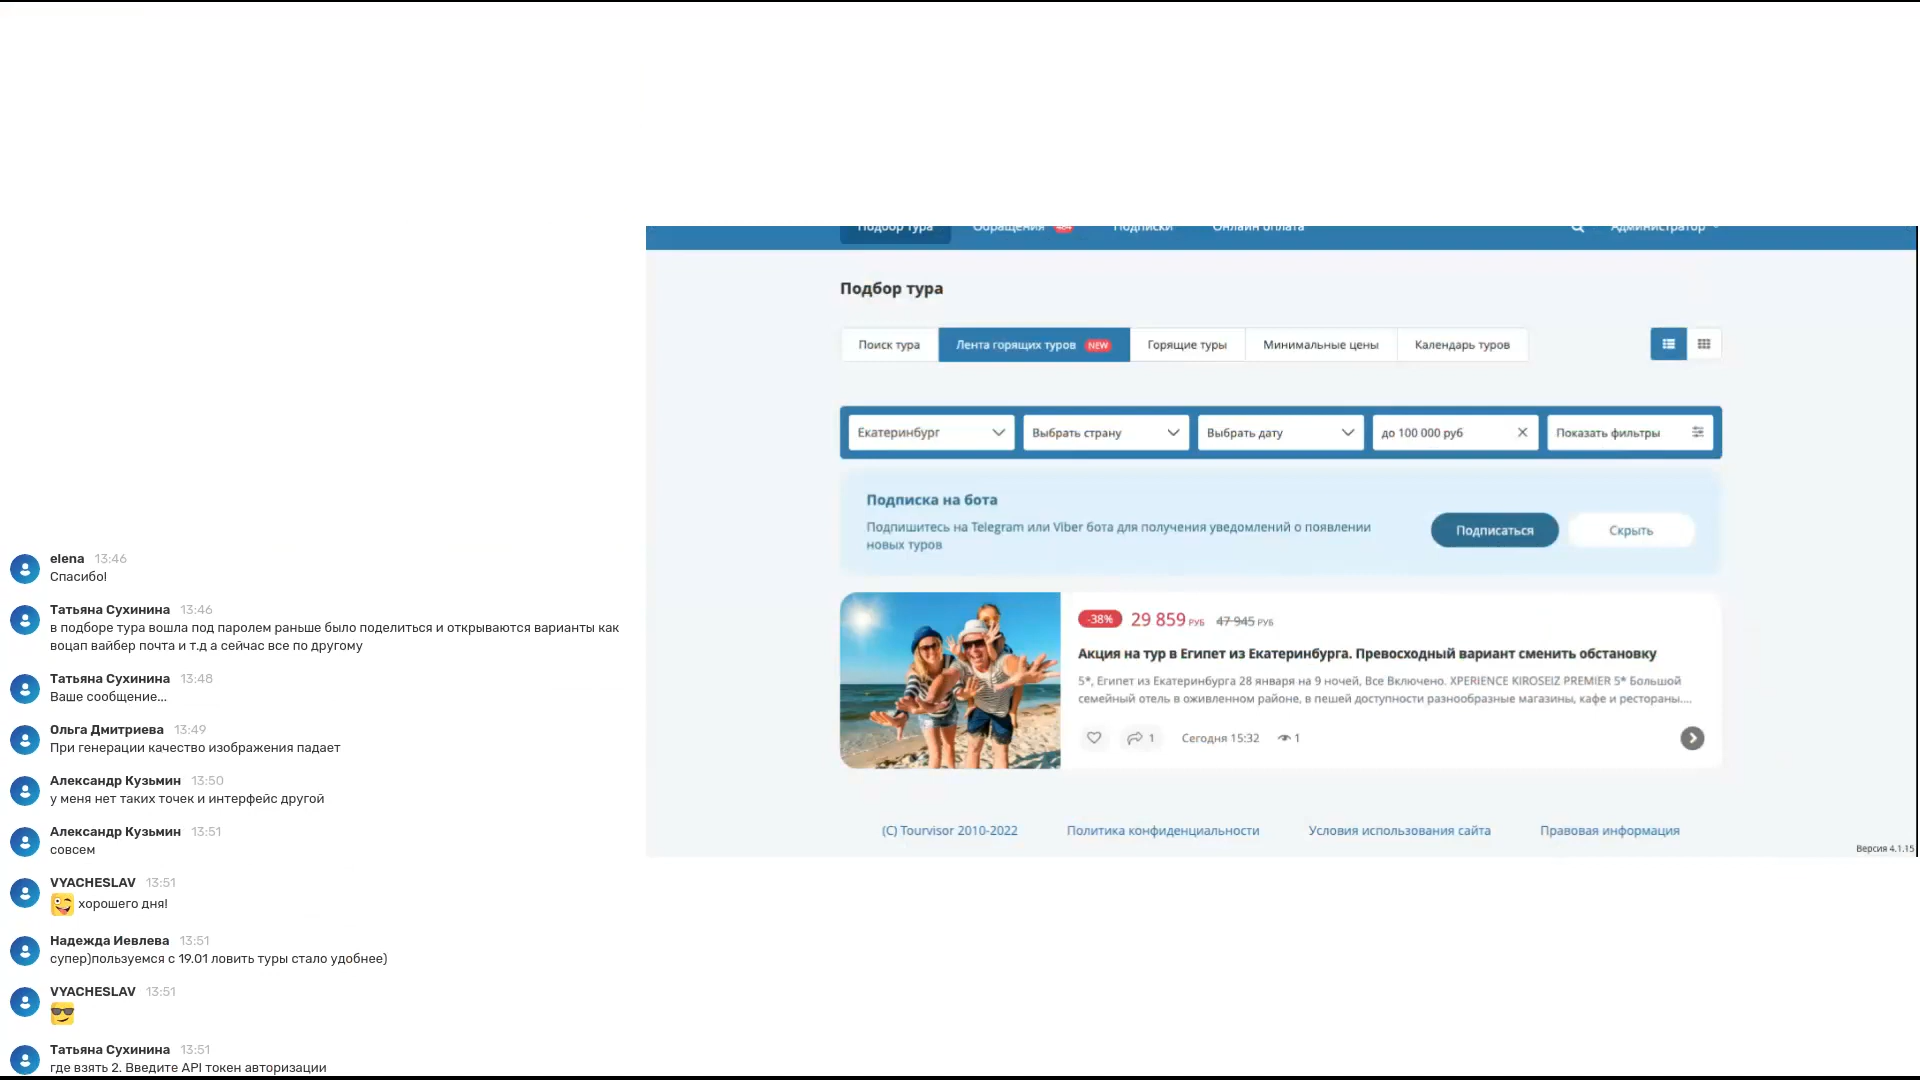 elena 13:46
Спасибо!
Татьяна Сухинина 13:46
в подборе тура вошла под паролем раньше было поделиться и открываются варианты как
воцап вайбер почта и т.д а сейчас все по другому
Татьяна Сухинина 13:48
Ваше сообщение...
Ольга Дмитриева 13:49
При генерации качество изображения падает
Александр Кузьмин 13:50
у меня нет таких точек и интерфейс другой
Александр Кузьмин 13:51
совсем
VYACHESLAV 13:51
хорошего дня!
Надежда Иевлева 13:51
супер)пользуемся с 19.01 ловить туры стало удобнее)
VYACHESLAV 13:51
Татьяна Сухинина 13:51
где взять 2. Введите API токен авторизации
Подбор тура Обращения Подписки Онлайн оплата Администратор
Подбор тура
Поиск тура Лента горящих туров NEW Горящие туры Минимальные цены Календарь туров
Екатеринбург Выбрать страну Выбрать дату до 100 000 руб Показать фильтры
Подписка на бота
Подпишитесь на Telegram или Viber бота для получения уведомлений о появлении
новых туров
Подписаться Скрыть
-38% 29 859 РУБ 47 945 РУБ
Акция на тур в Египет из Екатеринбурга. Превосходный вариант сменить обстановку
5*, Египет из Екатеринбурга 28 января на 9 ночей, Все Включено. XPERIENCE KIROSEIZ PREMIER 5* Большой
семейный отель в оживленном районе, в пешей доступности разнообразные магазины, кафе и рестораны....
1 Сегодня 15:32 1
(C) Tourvisor 2010-2022 Политика конфиденциальности Условия использования сайта Правовая информация
Версия 4.1.15